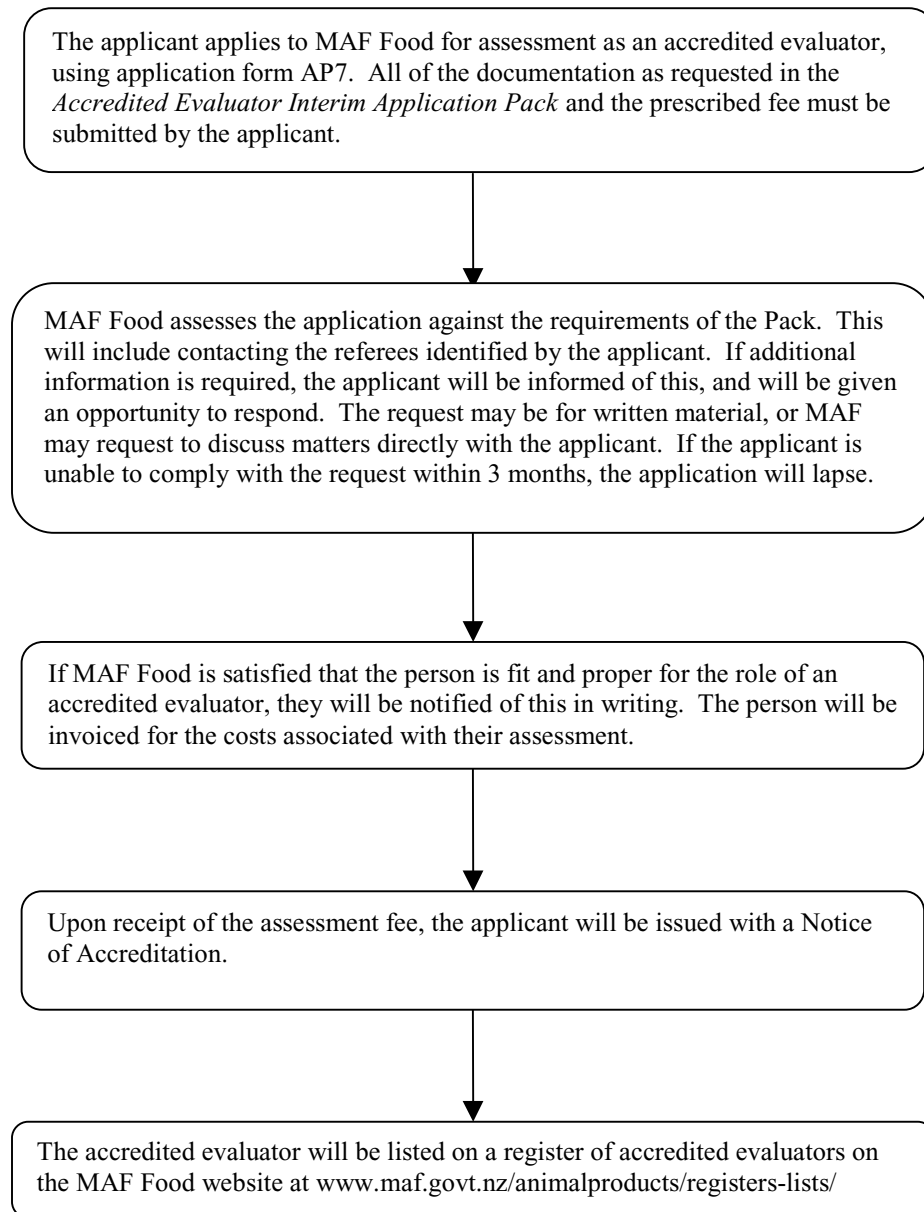 The applicant applies to MAF Food for assessment as an accredited evaluator,
using application form AP7.  All of the documentation as requested in the
Accredited Evaluator Interim Application Pack and the prescribed fee must be
submitted by the applicant.
MAF Food assesses the application against the requirements of the Pack.  This
will include contacting the referees identified by the applicant.  If additional
information is required, the applicant will be informed of this, and will be given
an opportunity to respond.  The request may be for written material, or MAF
may request to discuss matters directly with the applicant.  If the applicant is
unable to comply with the request within 3 months, the application will lapse.
If MAF Food is satisfied that the person is fit and proper for the role of an
accredited evaluator, they will be notified of this in writing.  The person will be
invoiced for the costs associated with their assessment.
Upon receipt of the assessment fee, the applicant will be issued with a Notice
of Accreditation.
The accredited evaluator will be listed on a register of accredited evaluators on
the MAF Food website at www.maf.govt.nz/animalproducts/registers-lists/